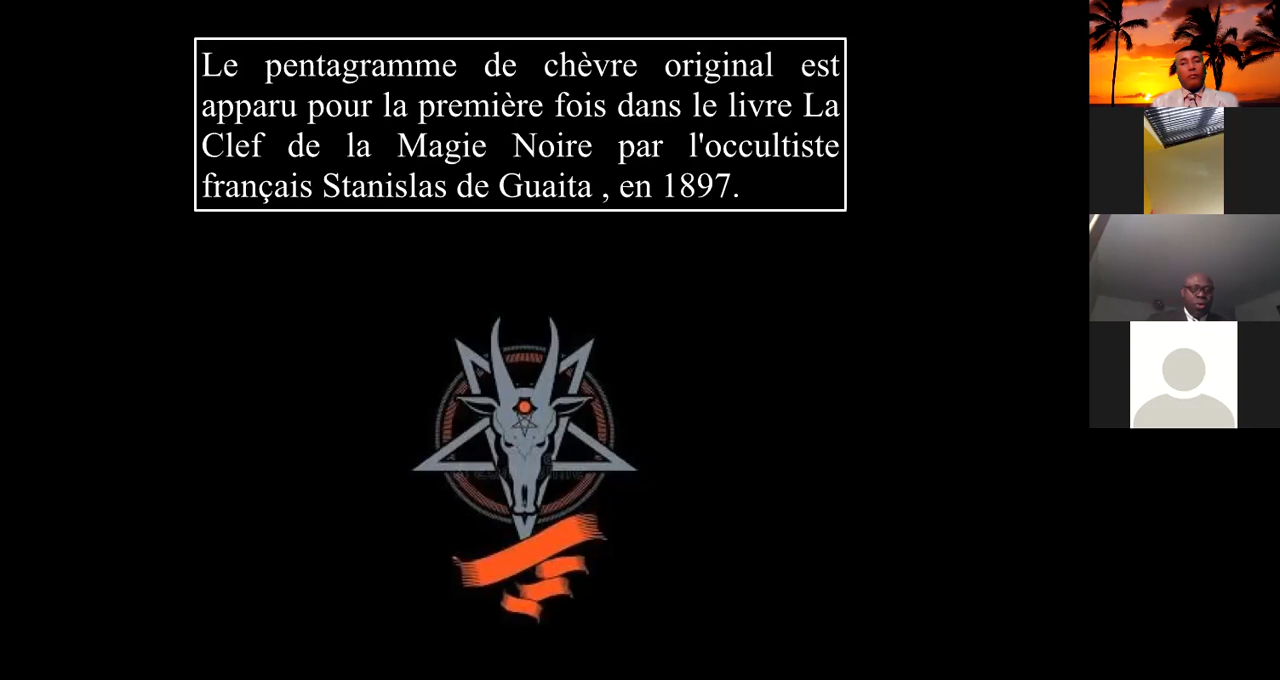 Le pentagramme de chèvre original est
apparu pour la première fois dans le livre La
Clef de la Magie Noire par l'occultiste
français Stanislas de Guaita , en 1897.